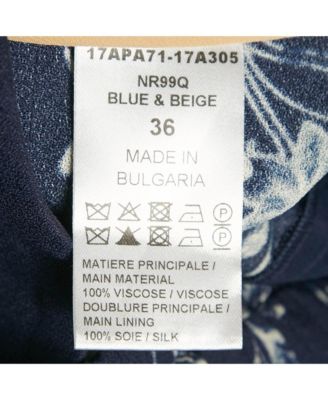 17APA71-17A305
NR99Q
BLUE & BEIGE
36
MADE IN
BULGARIA
MATIERE PRINCIPALE /
MAIN MATERIAL
100% VISCOSE / VISCOSE
DOUBLURE PRINCIPALE /
MAIN LINING
100% SOIE / SILK